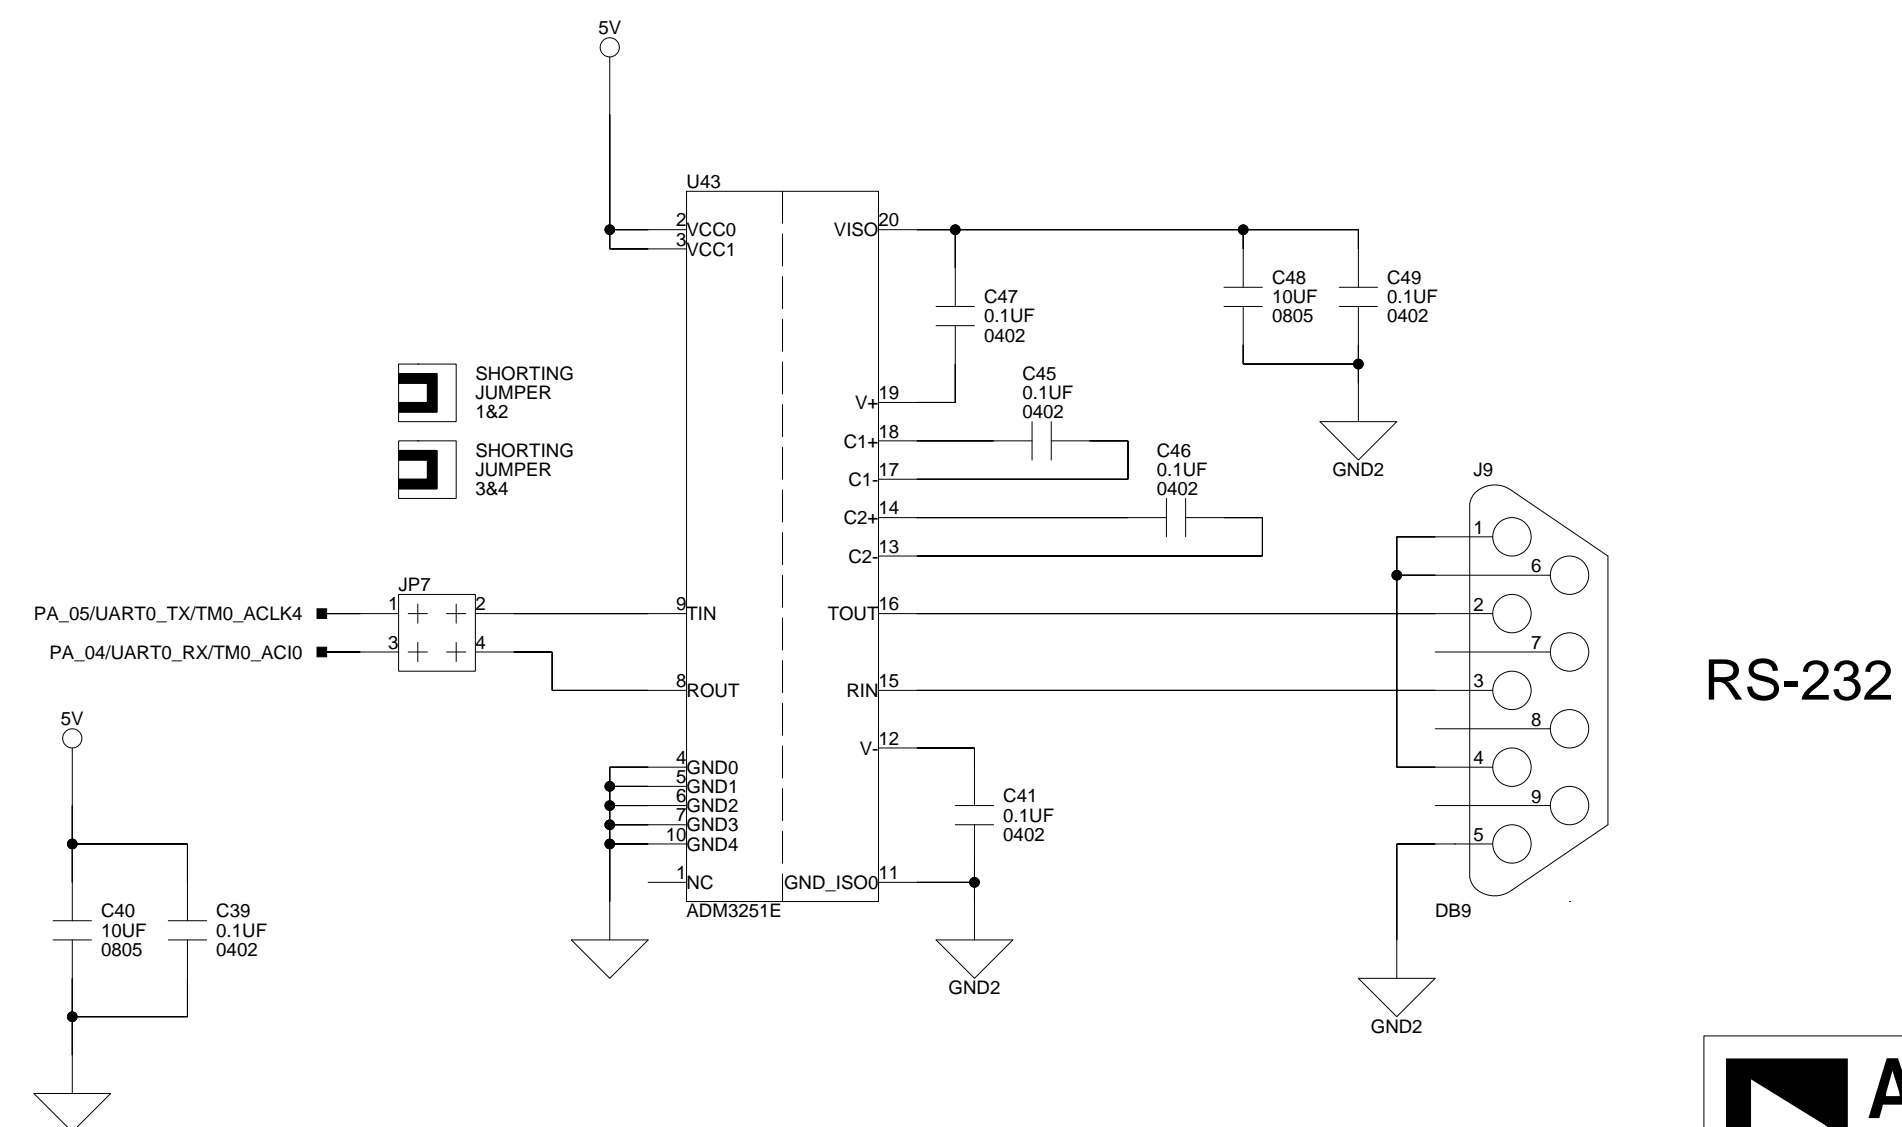 5V
U43
2
VCC0
3
VCC1
VISO
20
C47
0.1UF
0402
C48
10UF
0805
C49
0.1UF
0402
GND2
SHORTING
JUMPER
1&2
SHORTING
JUMPER
3&4
V+
19
C45
0.1UF
0402
C1+
18
C1-
17
C46
0.1UF
0402
C2+
14
C2-
13
JP7
PA_05/UART0_TX/TM0_ACLK4
1
2
PA_04/UART0_RX/TM0_ACI0
3
4
9
TIN
TOUT
16
8
ROUT
RIN
15
V-
12
C41
0.1UF
0402
4
GND0
5
GND1
6
GND2
7
GND3
10
GND4
1
NC
GND_ISO0
11
ADM3251E
GND2
J9
1
6
2
7
3
8
4
9
5
DB9
GND2
RS-232
5V
C40
10UF
0805
C39
0.1UF
0402
A